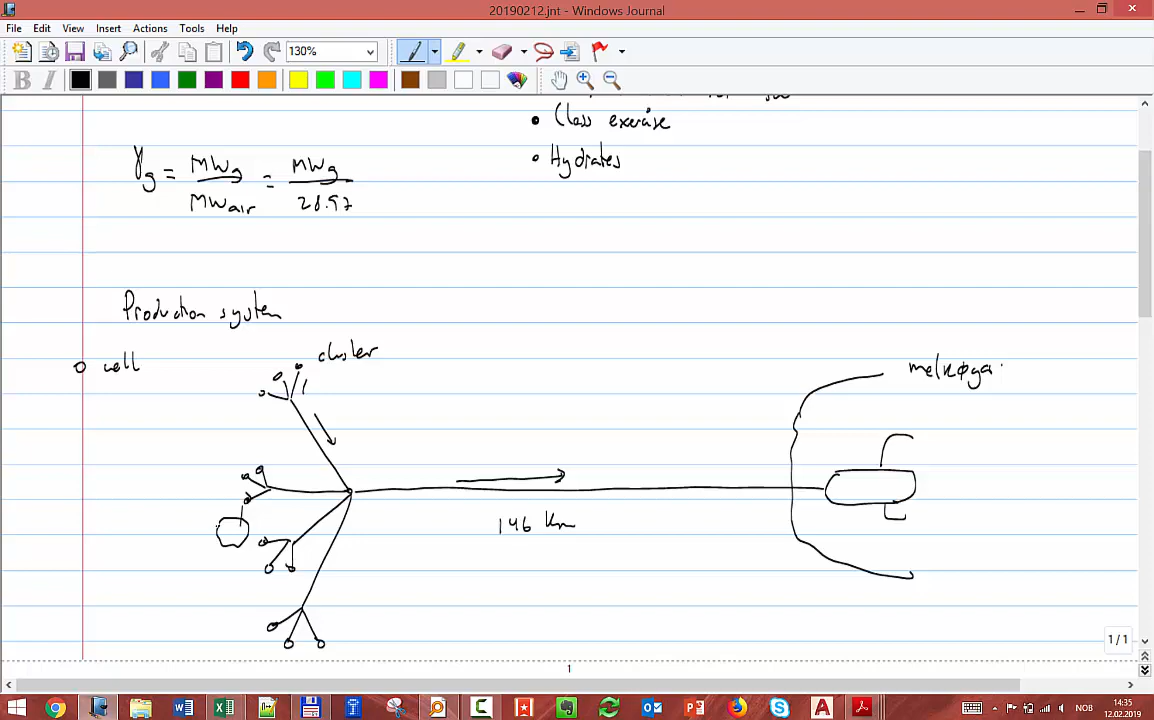 20190212.jnt - Windows Journal
File Edit View Insert Actions Tools Help
130%
B I
• Class exercise
• Hydrates
γg = MWg / MWair = MWg / 28.97
Production system
o well
cluster
melkøya
146 Km
1 / 1
1
NOB
14:35
12.02.2019